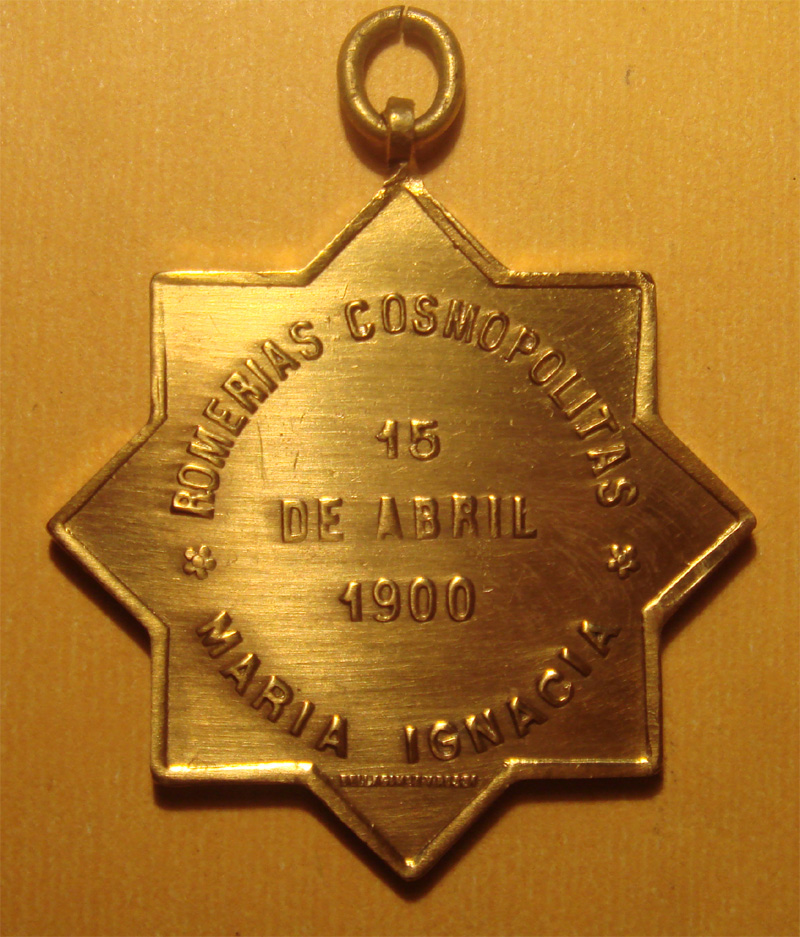 ROMERIAS COSMOPOLITAS
15
DE ABRIL
1900
MARIA IGNACIA